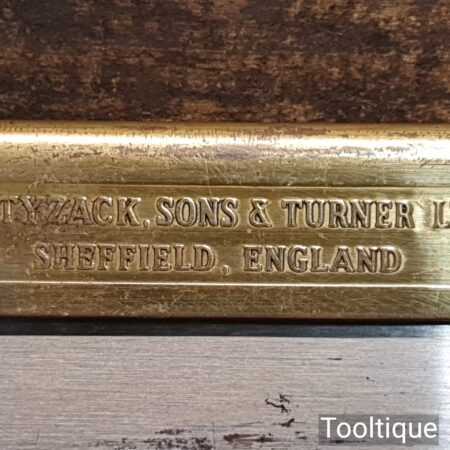 TYZACK, SONS & TURNER L
SHEFFIELD, ENGLAND
Tooltique